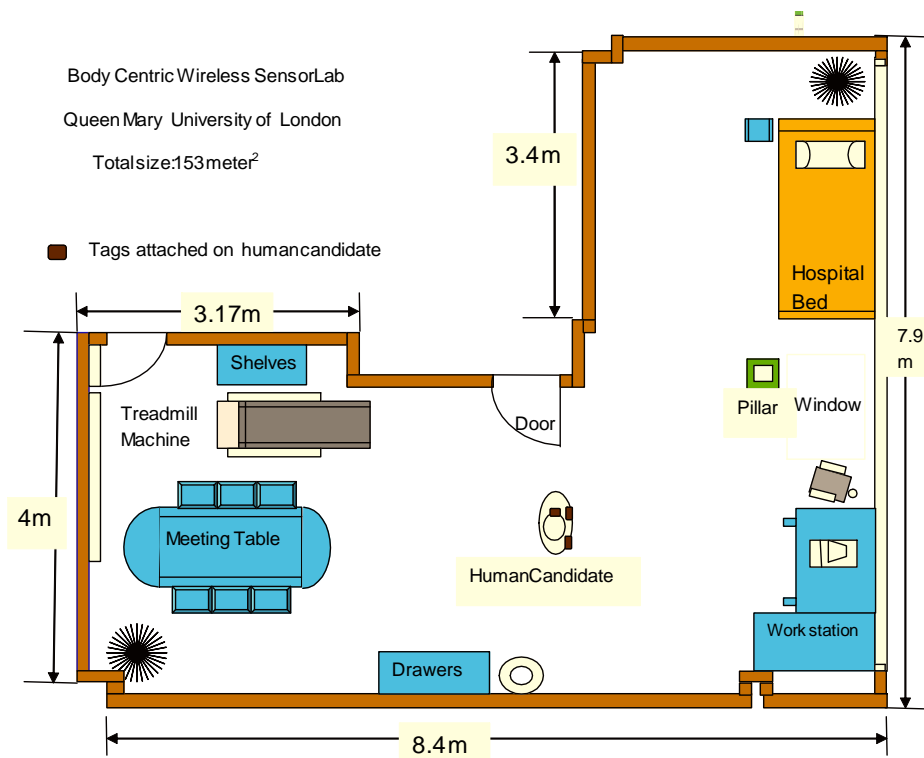 Body Centric Wireless SensorLab
Queen Mary University of London
Totalsize:153meter²
3.4m
Tags attached on humancandidate
Hospital
Bed
3.17m
7.9
m
Shelves
Treadmill
Machine
Door
Pillar
Window
4m
Meeting Table
HumanCandidate
Work station
Drawers
8.4m